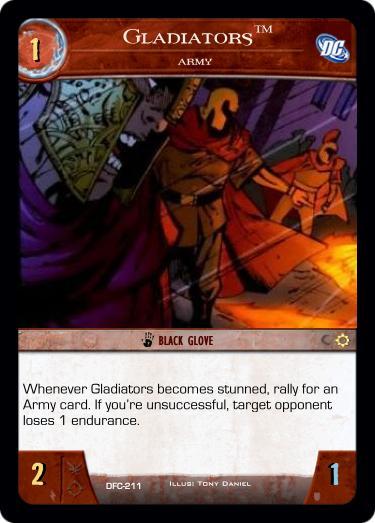 1
GLADIATORS™
ARMY
DC
BLACK GLOVE
Whenever Gladiators becomes stunned, rally for an
Army card. If you're unsuccessful, target opponent
loses 1 endurance.
2
DFC-211
ILLUS: TONY DANIEL
1